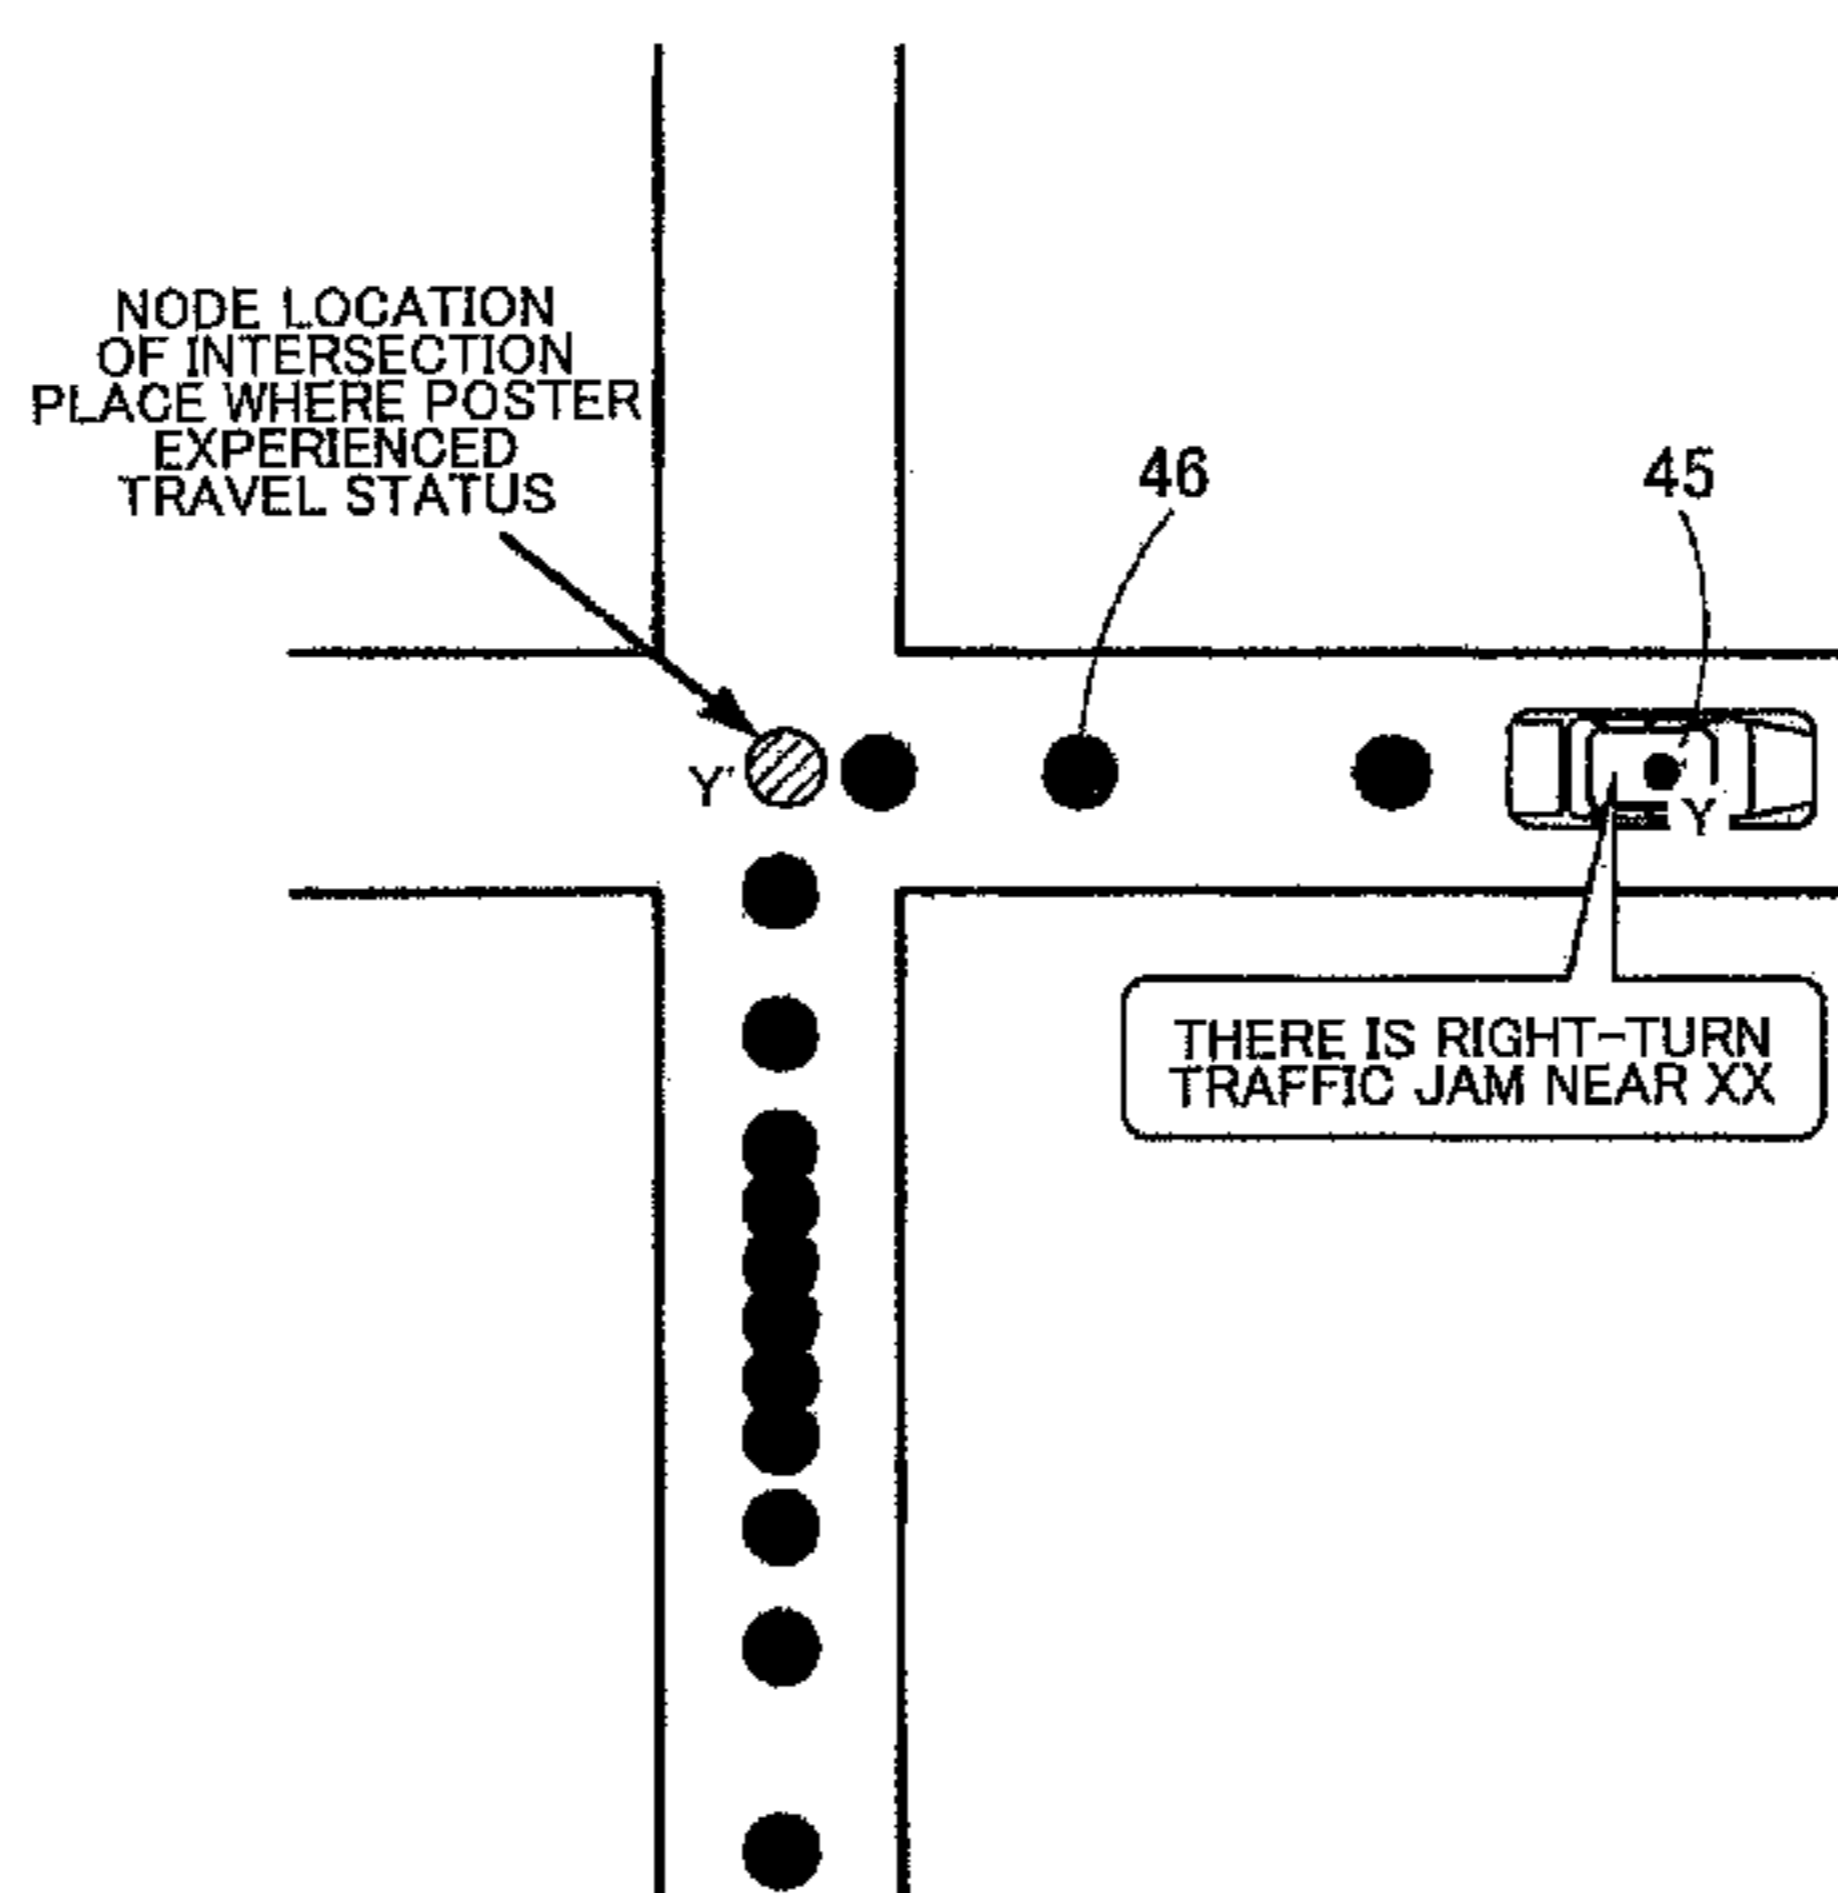 NODE LOCATION
OF INTERSECTION
PLACE WHERE POSTER
EXPERIENCED
TRAVEL STATUS
46
45
Y'
Y
THERE IS RIGHT-TURN
TRAFFIC JAM NEAR XX